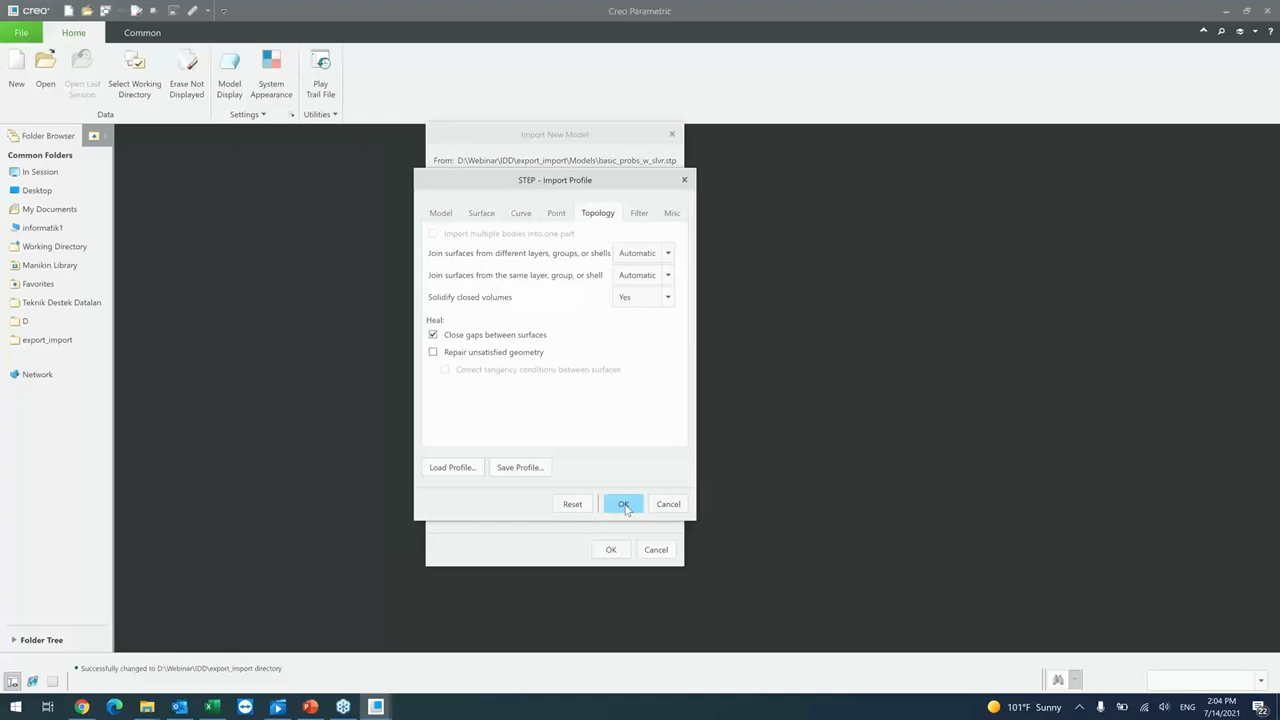 creo
Creo Parametric
File Home Common
New Open Open Last Session Select Working Directory Erase Not Displayed Model Display System Appearance Play Trail File
Data Settings Utilities
Folder Browser
Common Folders
In Session
Desktop
My Documents
informatik1
Working Directory
Manikin Library
Favorites
Teknik Destek Dataları
D
export_import
Network
Folder Tree
Import New Model
From: D:\Webinar\IDD\export_import\Models\basic_probs_w_slvr.stp
STEP - Import Profile
Model Surface Curve Point Topology Filter Misc
Import multiple bodies into one part
Join surfaces from different layers, groups, or shells Automatic
Join surfaces from the same layer, group, or shell Automatic
Solidify closed volumes Yes
Heal:
Close gaps between surfaces
Repair unsatisfied geometry
Correct tangency conditions between surfaces
Load Profile... Save Profile...
Reset OK Cancel
OK Cancel
• Successfully changed to D:\Webinar\IDD\export_import directory.
101°F Sunny ENG 2:04 PM
7/14/2021 22